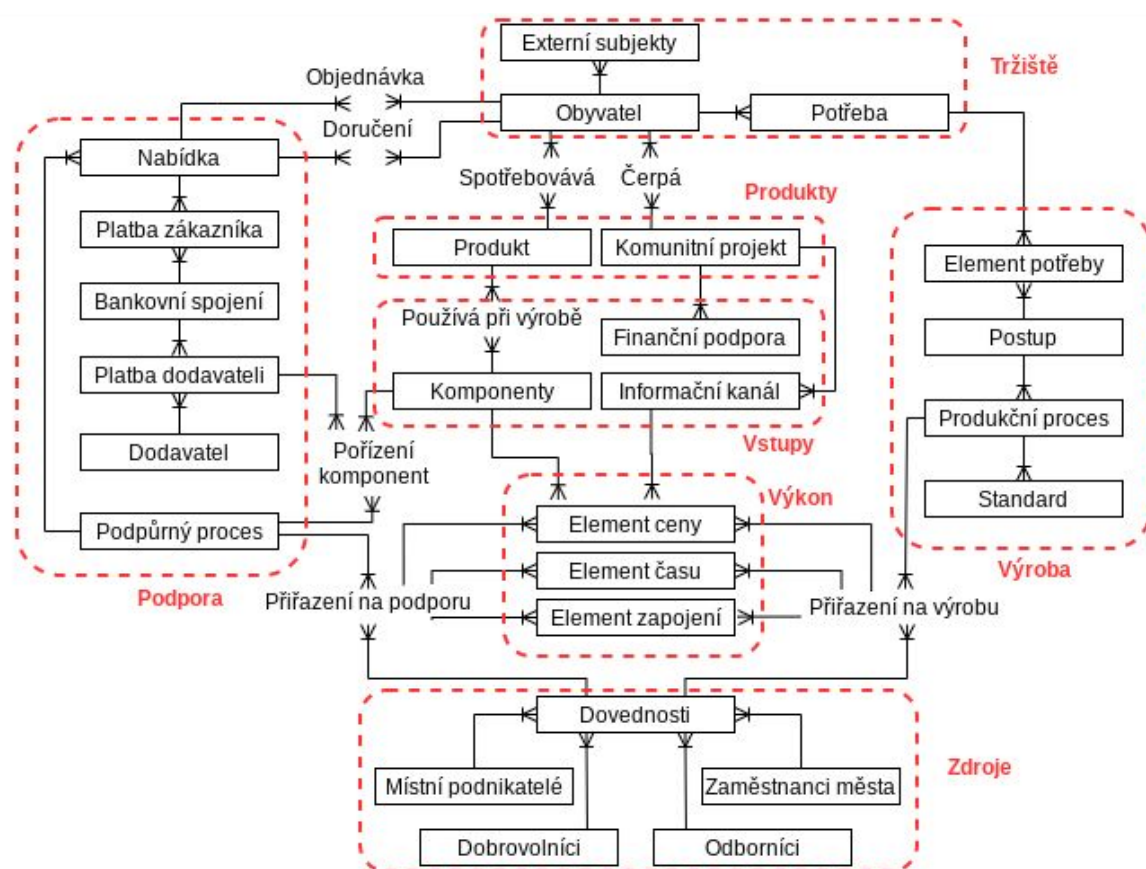 Externí subjekty
Tržiště
Objednávka
Obyvatel
Potřeba
Doručení
Nabídka
Spotřebovává
Čerpá
Produkty
Platba zákazníka
Produkt
Komunitní projekt
Element potřeby
Bankovní spojení
Používá při výrobě
Finanční podpora
Postup
Platba dodavateli
Komponenty
Informační kanál
Produkční proces
Vstupy
Dodavatel
Pořízení
komponent
Výkon
Standard
Podpůrný proces
Element ceny
Element času
Výroba
Podpora
Přiřazení na podporu
Element zapojení
Přiřazení na výrobu
Dovednosti
Zdroje
Místní podnikatelé
Zaměstnanci města
Dobrovolníci
Odborníci